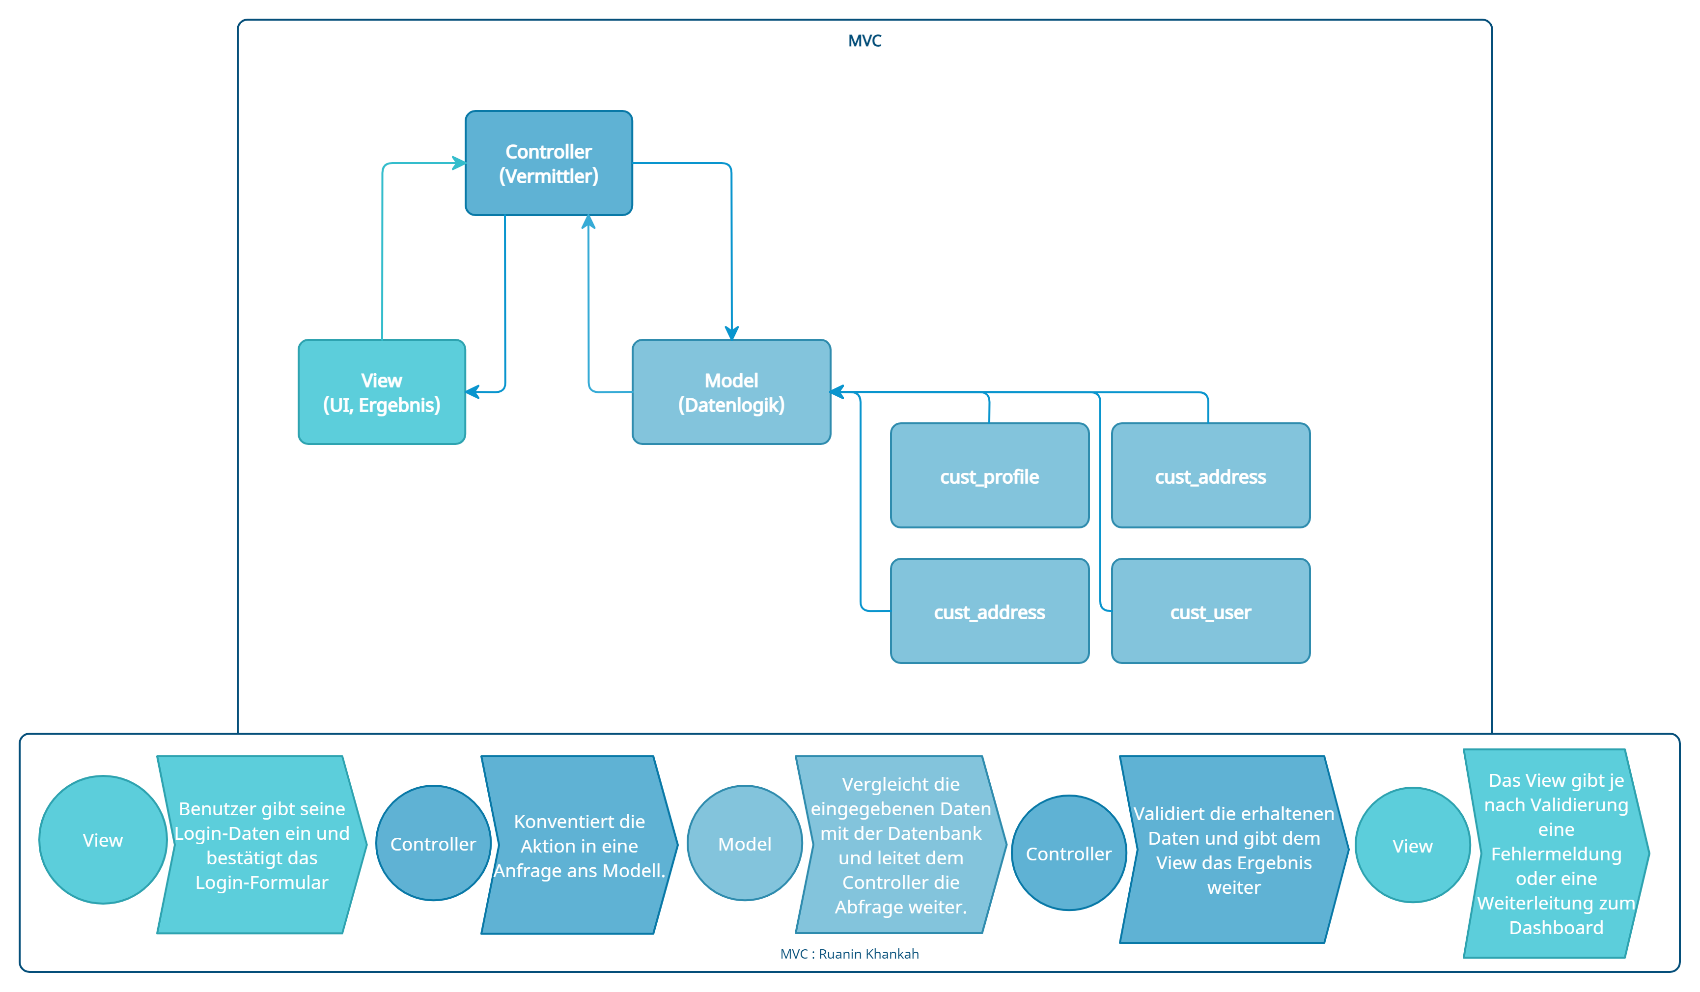 MVC
Controller
(Vermittler)
View
(UI, Ergebnis)
Model
(Datenlogik)
cust_profile
cust_address
cust_address
cust_user
View
Benutzer gibt seine
Login-Daten ein und
bestätigt das
Login-Formular
Controller
Konventiert die
Aktion in eine
Anfrage ans Modell.
Model
Vergleicht die
eingegebenen Daten
mit der Datenbank
und leitet dem
Controller die
Abfrage weiter.
Controller
Validiert die erhaltenen
Daten und gibt dem
View das Ergebnis
weiter
View
Das View gibt je
nach Validierung
eine
Fehlermeldung
oder eine
Weiterleitung zum
Dashboard
MVC : Ruanin Khankah